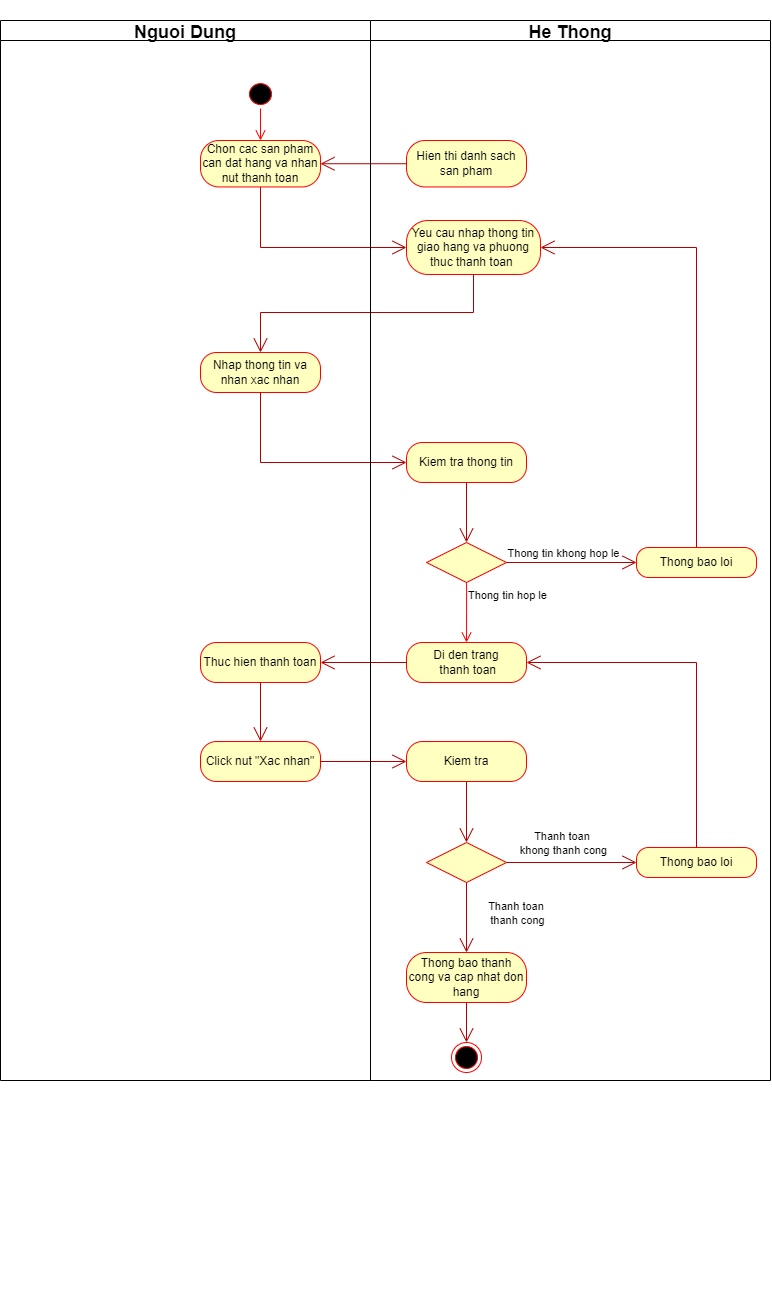 Nguoi Dung
He Thong
Chon cac san pham
can dat hang va nhan
nut thanh toan
Hien thi danh sach
san pham
Yeu cau nhap thong tin
giao hang va phuong
thuc thanh toan
Nhap thong tin va
nhan xac nhan
Kiem tra thong tin
Thong tin khong hop le
Thong bao loi
Thong tin hop le
Thuc hien thanh toan
Di den trang
thanh toan
Click nut "Xac nhan"
Kiem tra
Thanh toan
khong thanh cong
Thong bao loi
Thanh toan
thanh cong
Thong bao thanh
cong va cap nhat don
hang